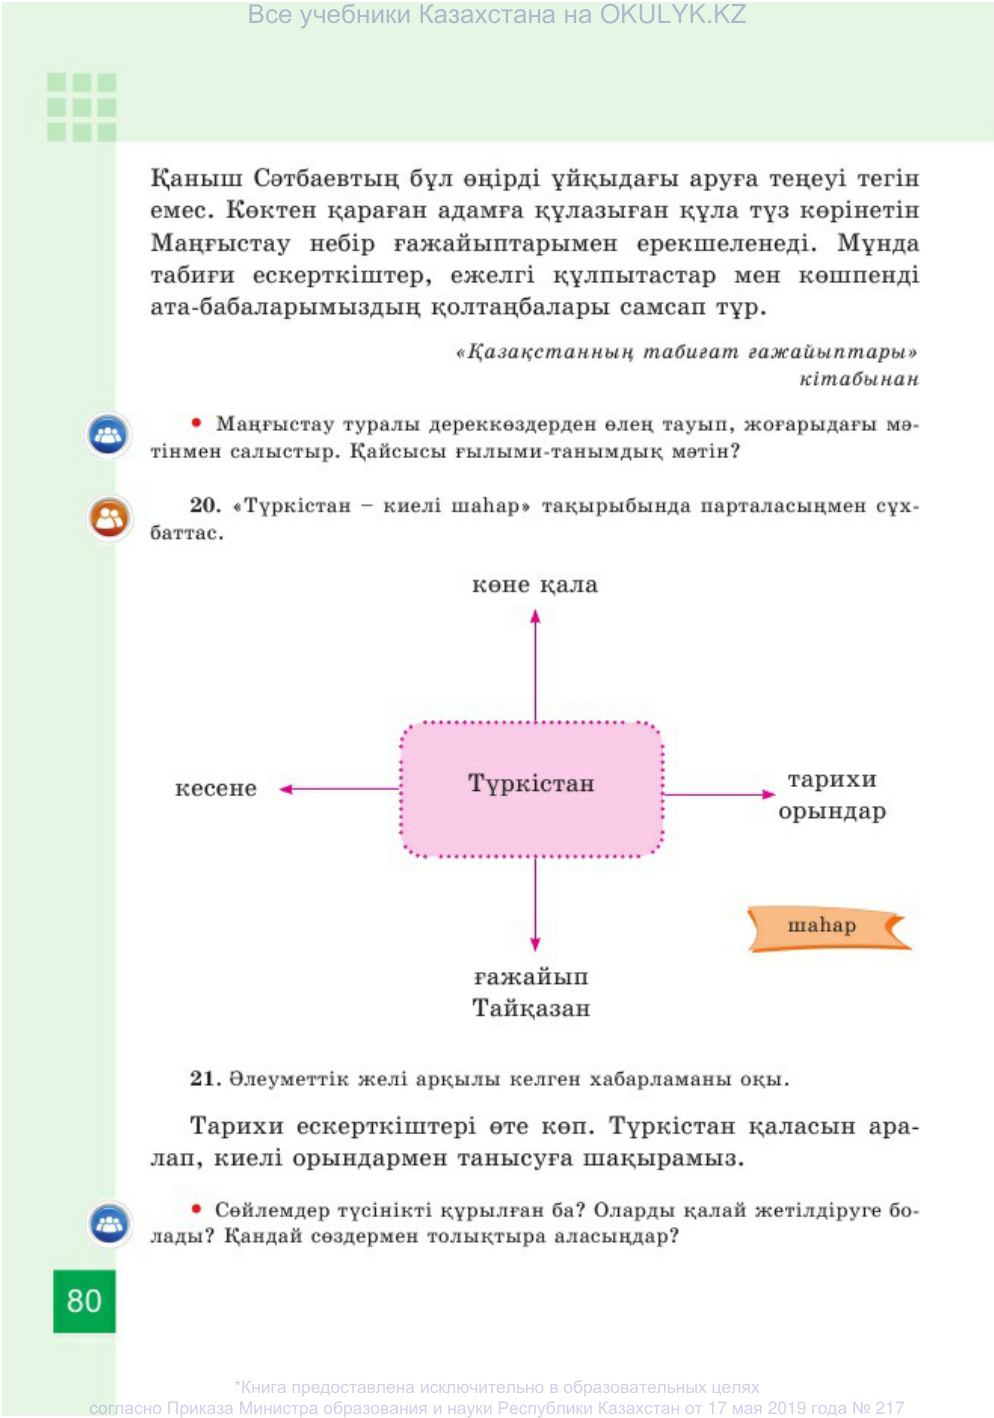 Все учебники Казахстана на OKULYK.KZ
Қаныш Сәтбаевтың бұл өңірді ұйқыдағы аруға теңеуі тегін
емес. Көктен қараған адамға құлазыған құла түз көрінетін
Маңғыстау небір ғажайыптарымен ерекшеленеді. Мұнда
табиғи ескерткіштер, ежелгі құлпытастар мен көшпенді
ата-бабаларымыздың қолтаңбалары самсап тұр.
«Қазақстанның табиғат ғажайыптары»
кітабынан
• Маңғыстау туралы дереккөздерден өлең тауып, жоғарыдағы мә-
тінмен салыстыр. Қайсысы ғылыми-танымдық мәтін?
20. «Түркістан – киелі шаһар» тақырыбында парталасыңмен сұх-
баттас.
көне қала
кесене
Түркістан
тарихи
орындар
шаһар
ғажайып
Тайқазан
21. Әлеуметтік желі арқылы келген хабарламаны оқы.
Тарихи ескерткіштері өте көп. Түркістан қаласын ара-
лап, киелі орындармен танысуға шақырамыз.
• Сөйлемдер түсінікті құрылған ба? Оларды қалай жетілдіруге бо-
лады? Қандай сөздермен толықтыра аласыңдар?
80
*Книга предоставлена исключительно в образовательных целях
согласно Приказа Министра образования и науки Республики Казахстан от 17 мая 2019 года № 217